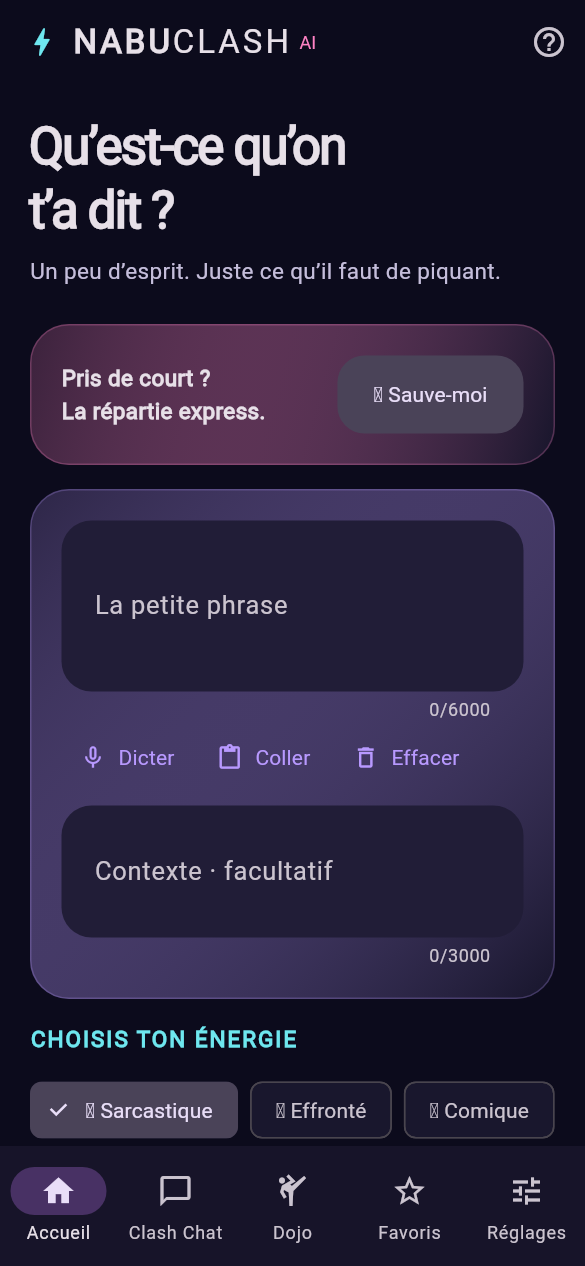 NABUCLASH AI
Qu’est-ce qu’on
t’a dit ?
Un peu d’esprit. Juste ce qu’il faut de piquant.
Pris de court ?
La répartie express.
Sauve-moi
La petite phrase
0/6000
Dicter Coller Effacer
Contexte · facultatif
0/3000
CHOISIS TON ÉNERGIE
Sarcastique Effronté Comique
Accueil Clash Chat Dojo Favoris Réglages